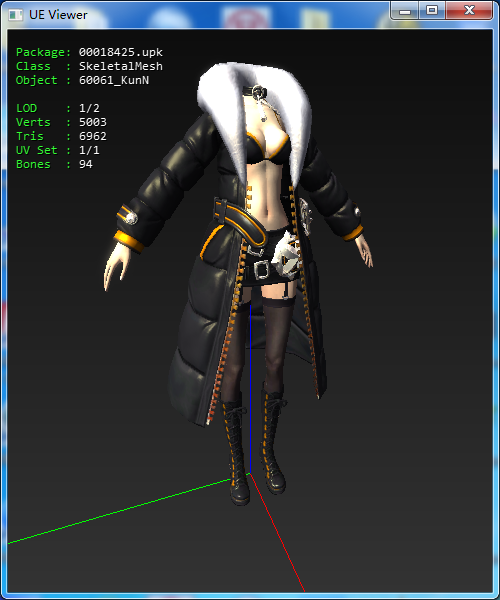 UE Viewer
Package: 00018425.upk
Class : SkeletalMesh
Object : 60061_KunN
LOD : 1/2
Verts : 5003
Tris : 6962
UV Set : 1/1
Bones : 94